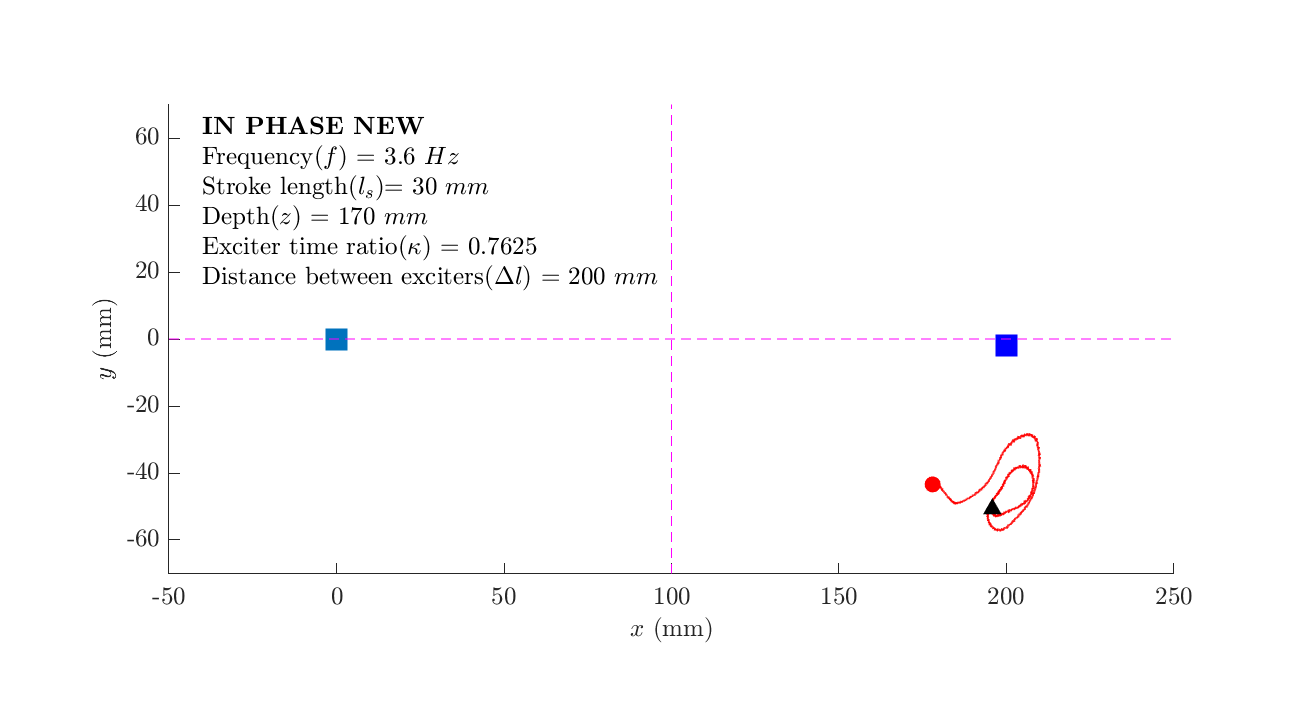 IN PHASE NEW
Frequency(f) = 3.6 Hz
Stroke length(lₛ)= 30 mm
Depth(z) = 170 mm
Exciter time ratio(κ) = 0.7625
Distance between exciters(Δl) = 200 mm
60
40
20
0
-20
-40
-60
y (mm)
-50 0 50 100 150 200 250
x (mm)